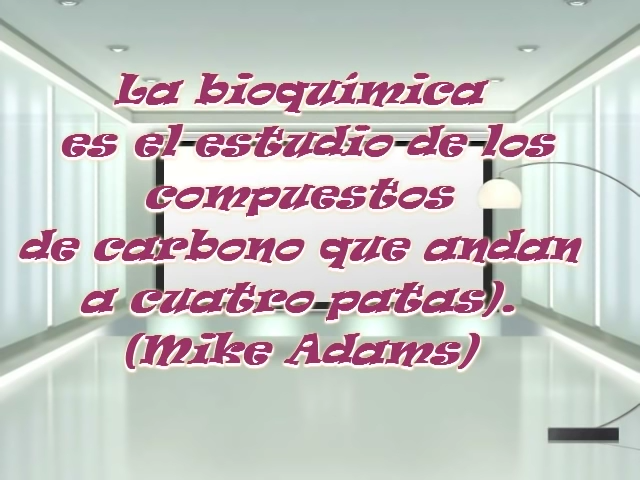 La bioquímica
es el estudio de los
compuestos
de carbono que andan
a cuatro patas).
(Mike Adams)